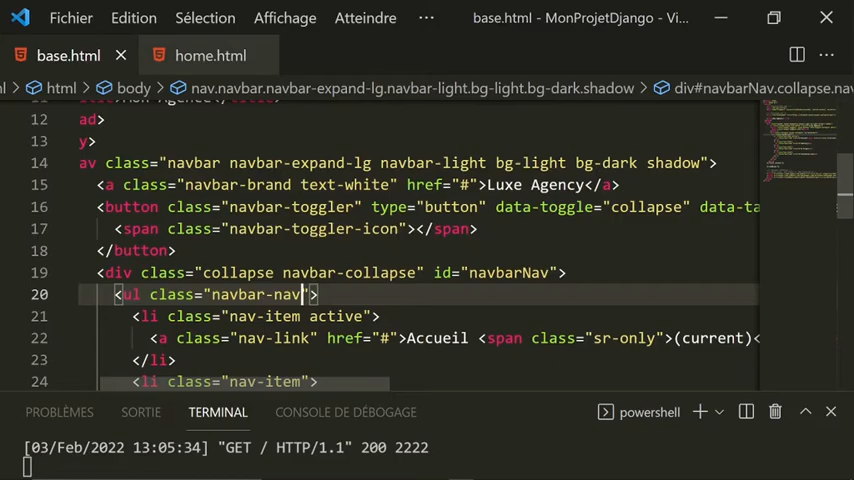 Fichier Edition Sélection Affichage Atteindre ··· base.html - MonProjetDjango - Vi...
base.html home.html
html > body > nav.navbar.navbar-expand-lg.navbar-light.bg-light.bg-dark.shadow > div#navbarNav.collapse.nav
12 ad>
13 y>
14 av class="navbar navbar-expand-lg navbar-light bg-light bg-dark shadow">
15 <a class="navbar-brand text-white" href="#">Luxe Agency</a>
16 <button class="navbar-toggler" type="button" data-toggle="collapse" data-ta
17 <span class="navbar-toggler-icon"></span>
18 </button>
19 <div class="collapse navbar-collapse" id="navbarNav">
20 <ul class="navbar-nav">
21 <li class="nav-item active">
22 <a class="nav-link" href="#">Accueil <span class="sr-only">(current)<
23 </li>
24 <li class="nav-item">
PROBLÈMES SORTIE TERMINAL CONSOLE DE DÉBOGAGE powershell
[03/Feb/2022 13:05:34] "GET / HTTP/1.1" 200 2222